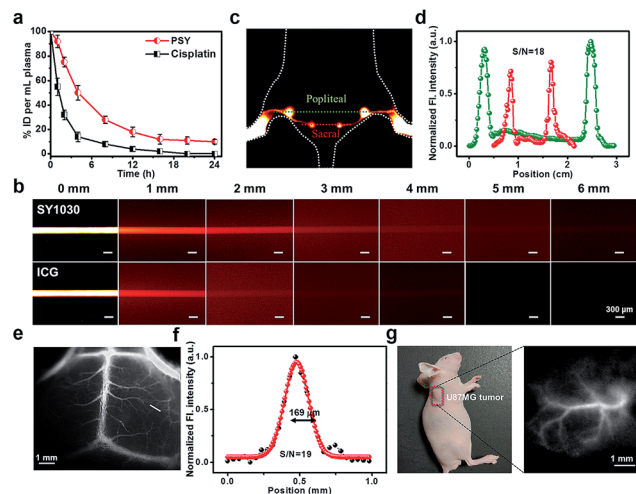 a
PSY
Cisplatin
% ID per mL plasma
100
80
60
40
20
0
0 4 8 12 16 20 24
Time (h)
c
Popliteal
Sacral
d
S/N=18
Normalized Fl. intensity (a.u.)
1.0
0.8
0.6
0.4
0.2
0.0
0 1 2 3
Position (cm)
b
0 mm 1 mm 2 mm 3 mm 4 mm 5 mm 6 mm
SY1030
ICG
300 µm
e
1 mm
f
Normalized Fl. intensity (a.u.)
1.0
0.5
0.0
169 µm
S/N=19
0.0 0.5 1.0
Position (mm)
g
U87MG tumor
1 mm